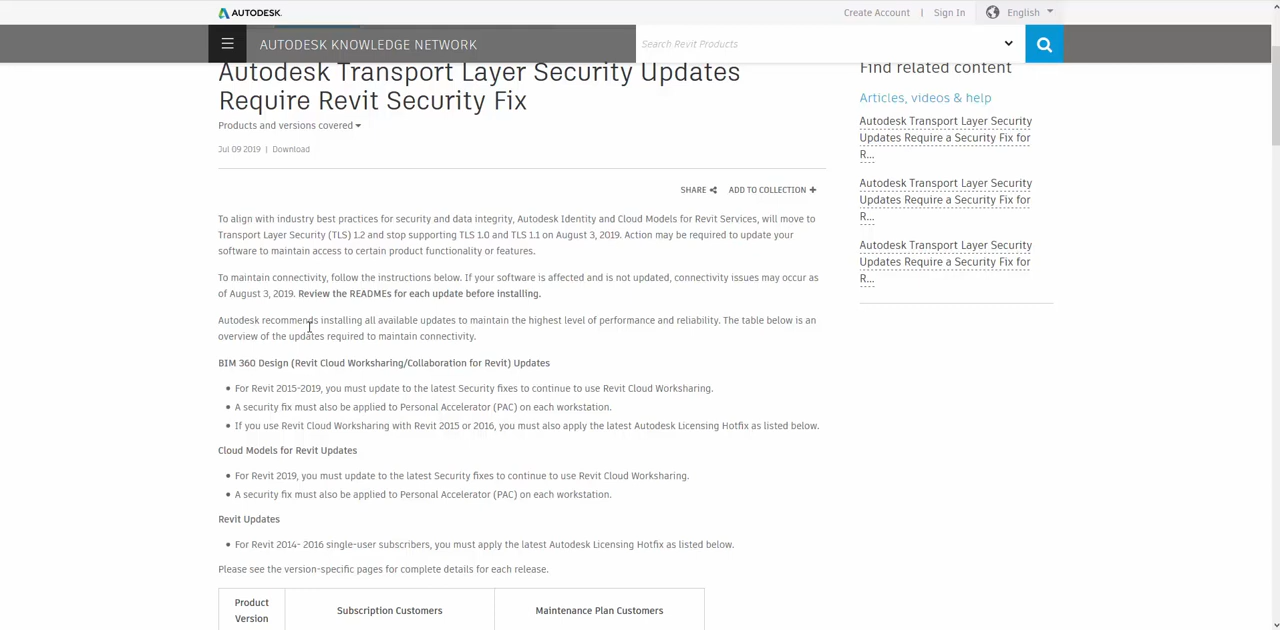 AUTODESK.
Create Account | Sign In English
AUTODESK KNOWLEDGE NETWORK
Search Revit Products
Autodesk Transport Layer Security Updates
Require Revit Security Fix
Products and versions covered
Jul 09 2019 | Download
SHARE ADD TO COLLECTION +
To align with industry best practices for security and data integrity, Autodesk Identity and Cloud Models for Revit Services, will move to
Transport Layer Security (TLS) 1.2 and stop supporting TLS 1.0 and TLS 1.1 on August 3, 2019. Action may be required to update your
software to maintain access to certain product functionality or features.
To maintain connectivity, follow the instructions below. If your software is affected and is not updated, connectivity issues may occur as
of August 3, 2019. Review the READMEs for each update before installing.
Autodesk recommends installing all available updates to maintain the highest level of performance and reliability. The table below is an
overview of the updates required to maintain connectivity.
BIM 360 Design (Revit Cloud Worksharing/Collaboration for Revit) Updates
• For Revit 2015-2019, you must update to the latest Security fixes to continue to use Revit Cloud Worksharing.
• A security fix must also be applied to Personal Accelerator (PAC) on each workstation.
• If you use Revit Cloud Worksharing with Revit 2015 or 2016, you must also apply the latest Autodesk Licensing Hotfix as listed below.
Cloud Models for Revit Updates
• For Revit 2019, you must update to the latest Security fixes to continue to use Revit Cloud Worksharing.
• A security fix must also be applied to Personal Accelerator (PAC) on each workstation.
Revit Updates
• For Revit 2014- 2016 single-user subscribers, you must apply the latest Autodesk Licensing Hotfix as listed below.
Please see the version-specific pages for complete details for each release.
Product
Version
Subscription Customers
Maintenance Plan Customers
Find related content
Articles, videos & help
Autodesk Transport Layer Security
Updates Require a Security Fix for
R...
Autodesk Transport Layer Security
Updates Require a Security Fix for
R...
Autodesk Transport Layer Security
Updates Require a Security Fix for
R...